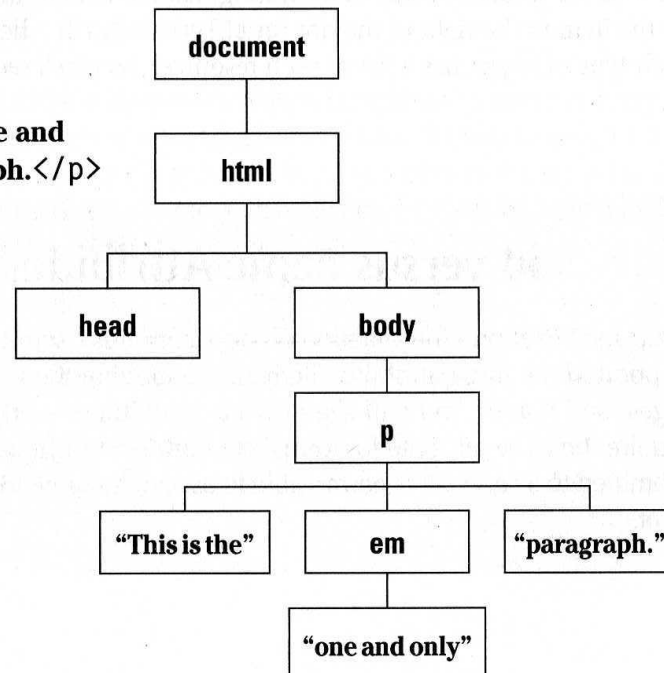 document
e and
ph.</p>
html
head
body
p
“This is the”
em
“paragraph.”
“one and only”